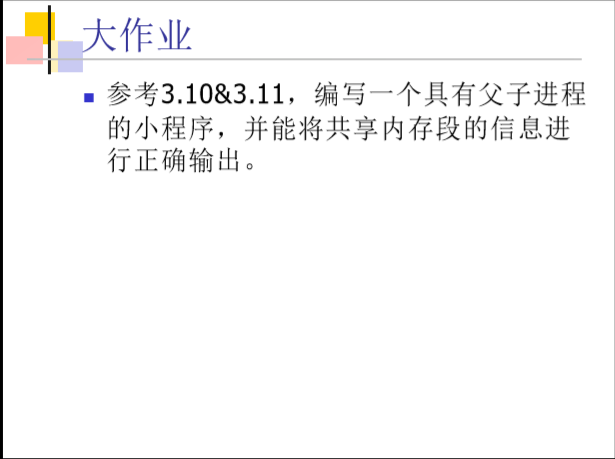 大作业
参考3.10&3.11，编写一个具有父子进程
的小程序，并能将共享内存段的信息进
行正确输出。